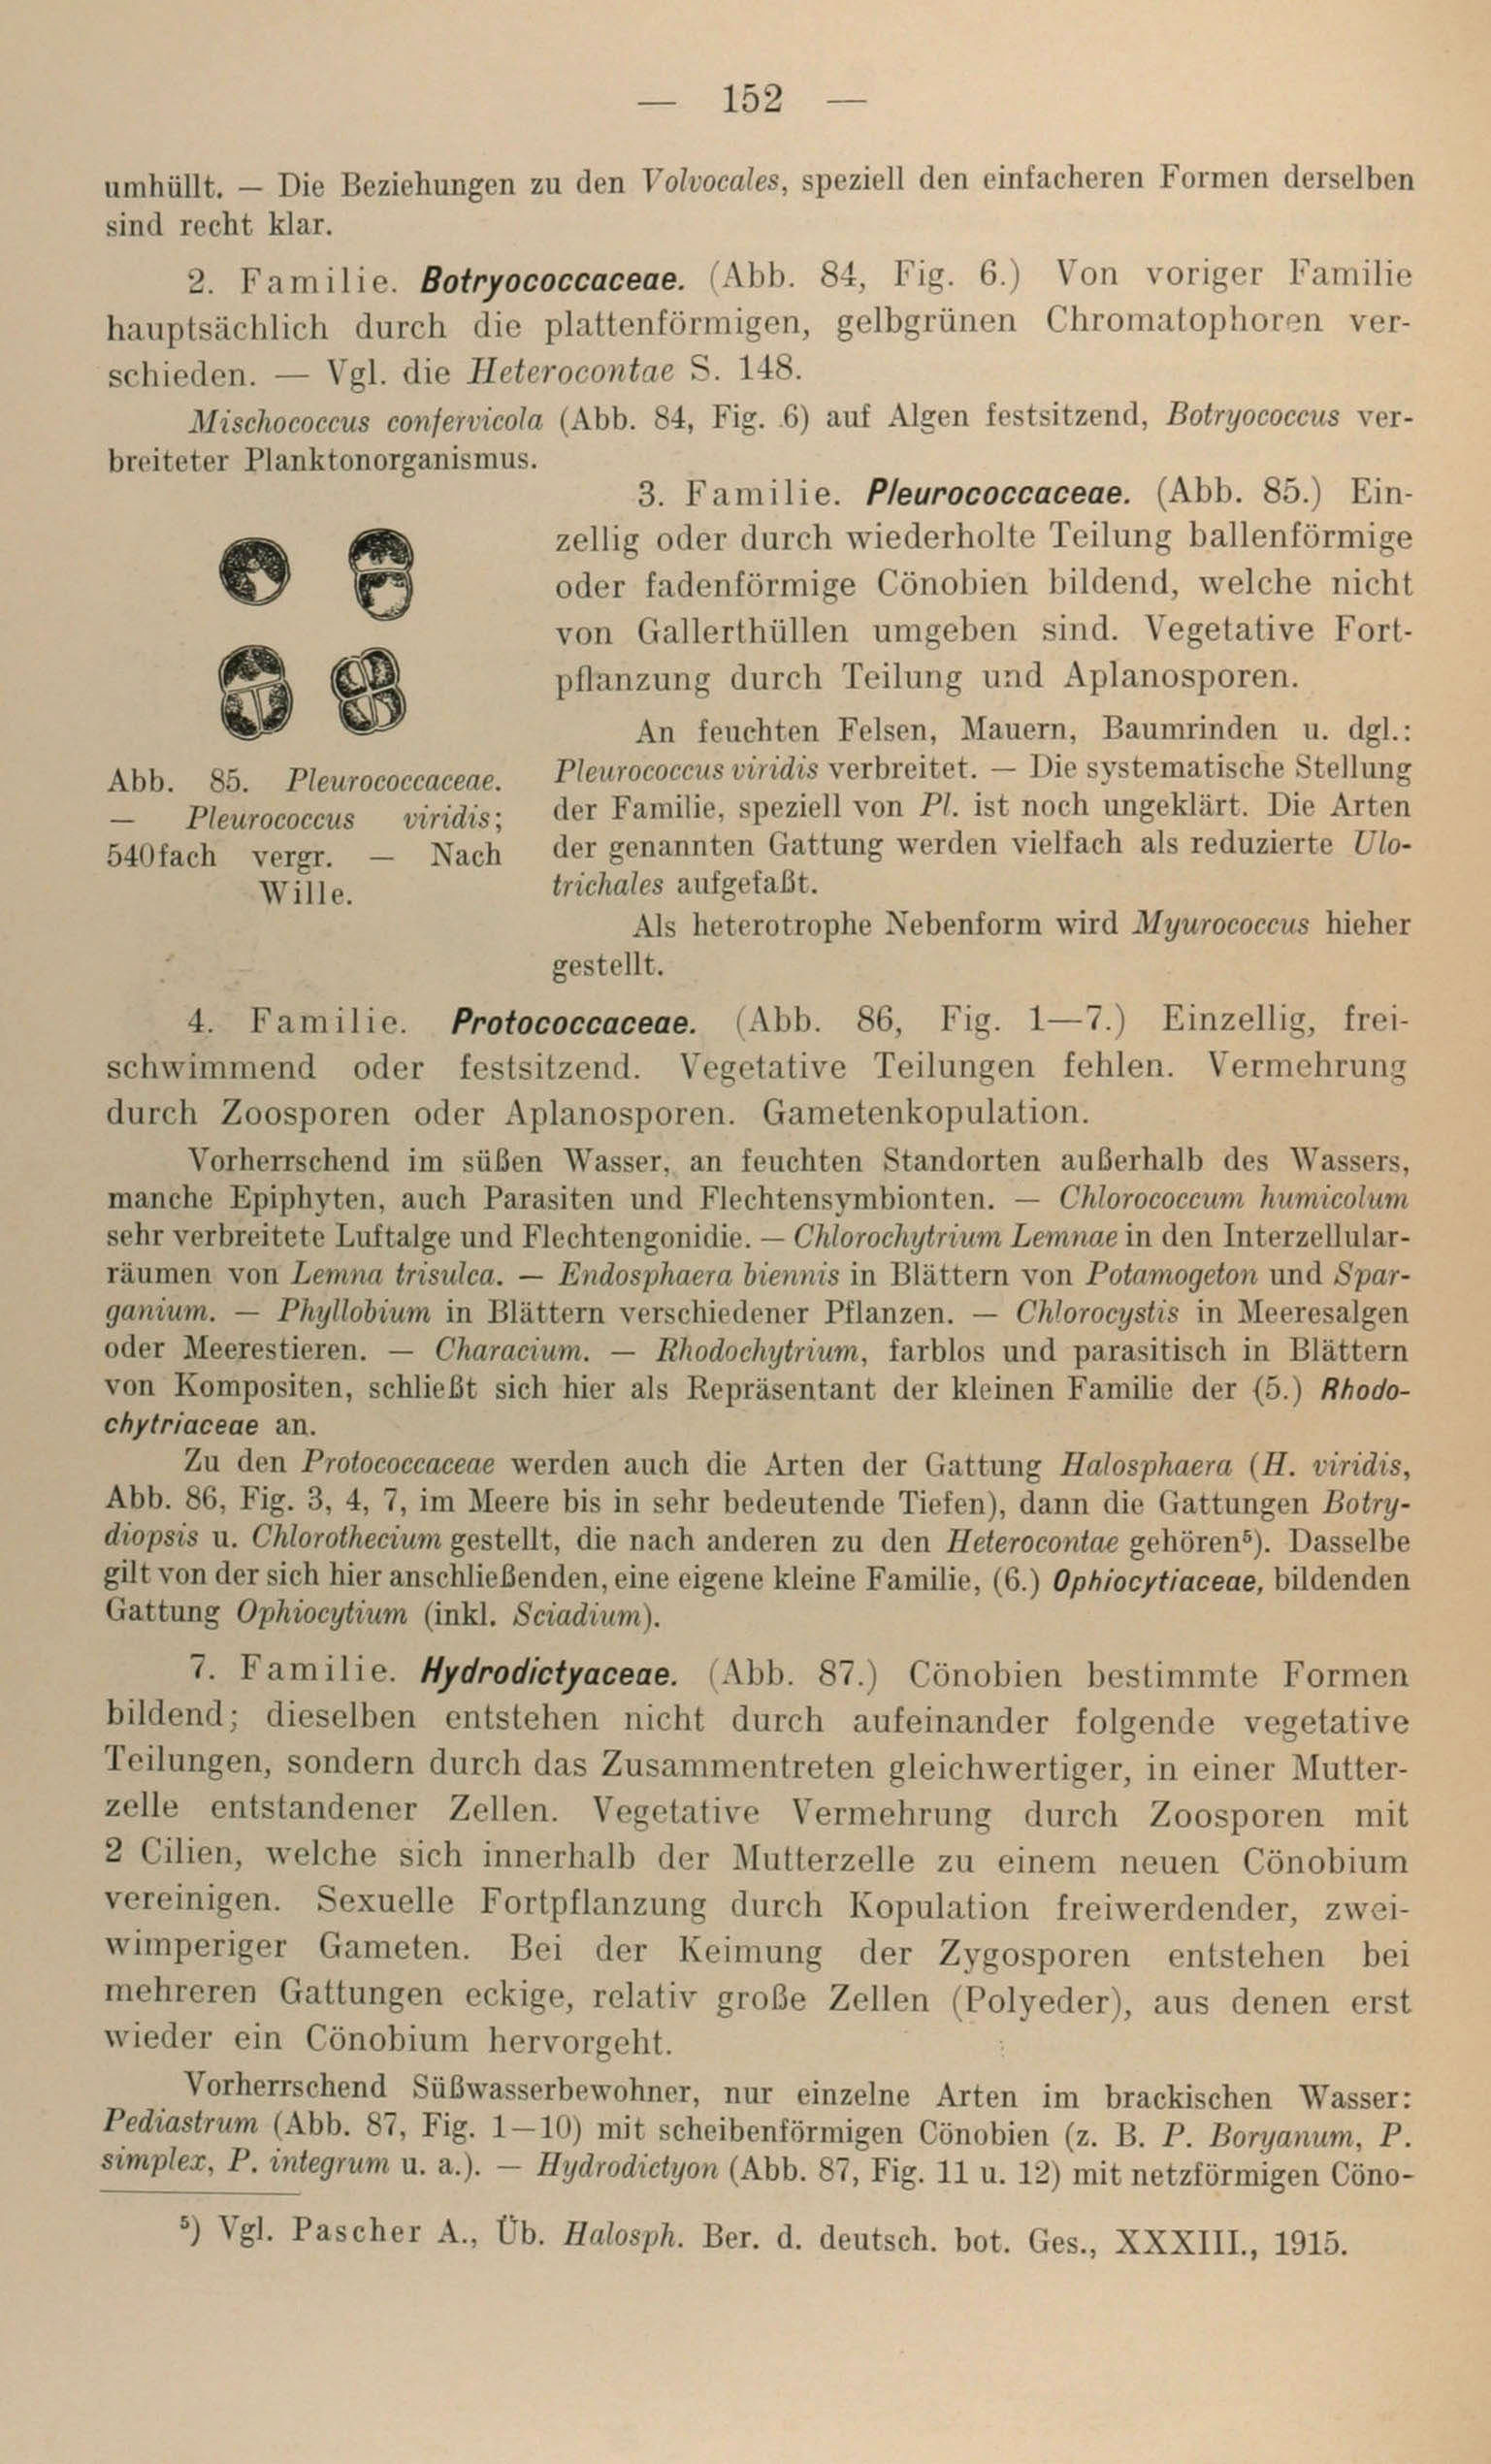 — 152 —
umhüllt. — Die Beziehungen zu den Volvocales, speziell den einfacheren Formen derselben
sind recht klar.
2. Familie. Botryococcaceae. (Abb. 84, Fig. 6.) Von voriger Familie
hauptsächlich durch die plattenförmigen, gelbgrünen Chromatophoren ver-
schieden. — Vgl. die Heterocontae S. 148.
Mischococcus confervicola (Abb. 84, Fig. 6) auf Algen festsitzend, Botryococcus ver-
breiteter Planktonorganismus.
3. Familie. Pleurococcaceae. (Abb. 85.) Ein-
zellig oder durch wiederholte Teilung ballenförmige
oder fadenförmige Cönobien bildend, welche nicht
von Gallerthüllen umgeben sind. Vegetative Fort-
pflanzung durch Teilung und Aplanosporen.
An feuchten Felsen, Mauern, Baumrinden u. dgl.:
Pleurococcus viridis verbreitet. — Die systematische Stellung
der Familie, speziell von Pl. ist noch ungeklärt. Die Arten
der genannten Gattung werden vielfach als reduzierte Ulo-
trichales aufgefaßt.
Als heterotrophe Nebenform wird Myurococcus hieher
gestellt.
Abb. 85. Pleurococcaceae.
— Pleurococcus viridis;
540fach vergr. — Nach
Wille.
4. Familie. Protococcaceae. (Abb. 86, Fig. 1—7.) Einzellig, frei-
schwimmend oder festsitzend. Vegetative Teilungen fehlen. Vermehrung
durch Zoosporen oder Aplanosporen. Gametenkopulation.
Vorherrschend im süßen Wasser, an feuchten Standorten außerhalb des Wassers,
manche Epiphyten, auch Parasiten und Flechtensymbionten. — Chlorococcum humicolum
sehr verbreitete Luftalge und Flechtengonidie. — Chlorochytrium Lemnae in den Interzellular-
räumen von Lemna trisulca. — Endosphaera biennis in Blättern von Potamogeton und Spar-
ganium. — Phyllobium in Blättern verschiedener Pflanzen. — Chlorocystis in Meeresalgen
oder Meerestieren. — Characium. — Rhodochytrium, farblos und parasitisch in Blättern
von Kompositen, schließt sich hier als Repräsentant der kleinen Familie der (5.) Rhodo-
chytriaceae an.
Zu den Protococcaceae werden auch die Arten der Gattung Halosphaera (H. viridis,
Abb. 86, Fig. 3, 4, 7, im Meere bis in sehr bedeutende Tiefen), dann die Gattungen Botry-
diopsis u. Chlorothecium gestellt, die nach anderen zu den Heterocontae gehören⁵). Dasselbe
gilt von der sich hier anschließenden, eine eigene kleine Familie, (6.) Ophiocytiaceae, bildenden
Gattung Ophiocytium (inkl. Sciadium).
7. Familie. Hydrodictyaceae. (Abb. 87.) Cönobien bestimmte Formen
bildend; dieselben entstehen nicht durch aufeinander folgende vegetative
Teilungen, sondern durch das Zusammentreten gleichwertiger, in einer Mutter-
zelle entstandener Zellen. Vegetative Vermehrung durch Zoosporen mit
2 Cilien, welche sich innerhalb der Mutterzelle zu einem neuen Cönobium
vereinigen. Sexuelle Fortpflanzung durch Kopulation freiwerdender, zwei-
wimperiger Gameten. Bei der Keimung der Zygosporen entstehen bei
mehreren Gattungen eckige, relativ große Zellen (Polyeder), aus denen erst
wieder ein Cönobium hervorgeht.
Vorherrschend Süßwasserbewohner, nur einzelne Arten im brackischen Wasser:
Pediastrum (Abb. 87, Fig. 1—10) mit scheibenförmigen Cönobien (z. B. P. Boryanum, P.
simplex, P. integrum u. a.). — Hydrodictyon (Abb. 87, Fig. 11 u. 12) mit netzförmigen Cöno-
⁵) Vgl. Pascher A., Üb. Halosph. Ber. d. deutsch. bot. Ges., XXXIII., 1915.